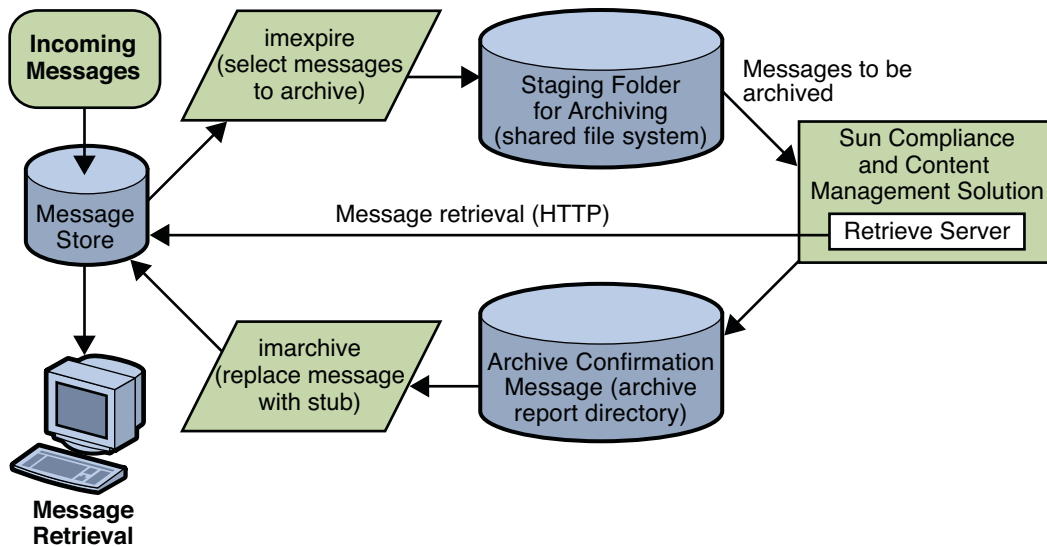 Incoming
Messages
imexpire
(select messages
to archive)
Staging Folder
for Archiving
(shared file system)
Messages to be
archived
Sun Compliance
and Content
Management Solution
Retrieve Server
Message
Store
Message retrieval (HTTP)
imarchive
(replace message
with stub)
Archive Confirmation
Message (archive
report directory)
Message
Retrieval